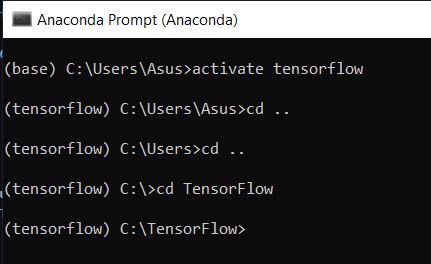 Anaconda Prompt (Anaconda)
(base) C:\Users\Asus>activate tensorflow
(tensorflow) C:\Users\Asus>cd ..
(tensorflow) C:\Users>cd ..
(tensorflow) C:\>cd TensorFlow
(tensorflow) C:\TensorFlow>